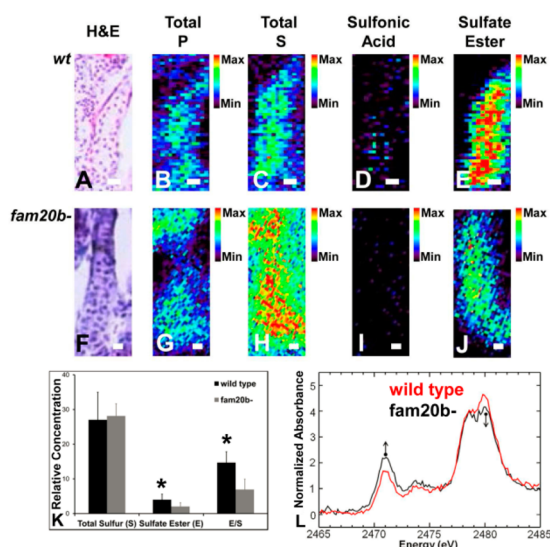 H&E
Total
P
Total
S
Sulfonic
Acid
Sulfate
Ester
wt
Max
Min
Max
Min
Max
Min
Max
Min
A
B
C
D
E
fam20b-
Max
Min
Max
Min
Max
Min
Max
Min
F
G
H
I
J
Relative Concentration
40
30
20
10
0
wild type
fam20b-
*
*
Total Sulfur (S) Sulfate Ester (E) E/S
K
Normalized Absorbance
5
4
3
2
1
0
wild type
fam20b-
2465 2470 2475 2480 2485
Energy (eV)
L